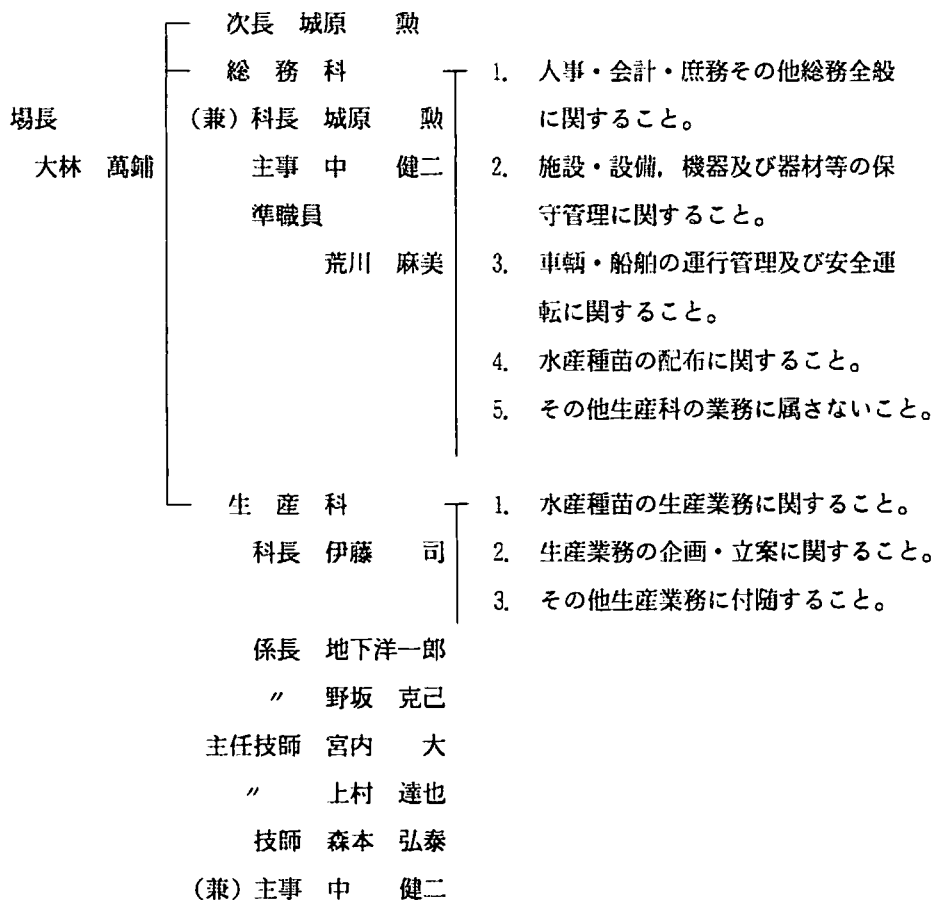 次長 城原 勲
総務科 1. 人事・会計・庶務その他総務全般
場長 (兼)科長 城原 勲 に関すること。
大林 萬鋪 主事 中 健二 2. 施設・設備，機器及び器材等の保
準職員 守管理に関すること。
荒川 麻美 3. 車輌・船舶の運行管理及び安全運
転に関すること。
4. 水産種苗の配布に関すること。
5. その他生産科の業務に属さないこと。
生産科 1. 水産種苗の生産業務に関すること。
科長 伊藤 司 2. 生産業務の企画・立案に関すること。
3. その他生産業務に付随すること。
係長 地下洋一郎
〃 野坂 克己
主任技師 宮内 大
〃 上村 達也
技師 森本 弘泰
(兼)主事 中 健二